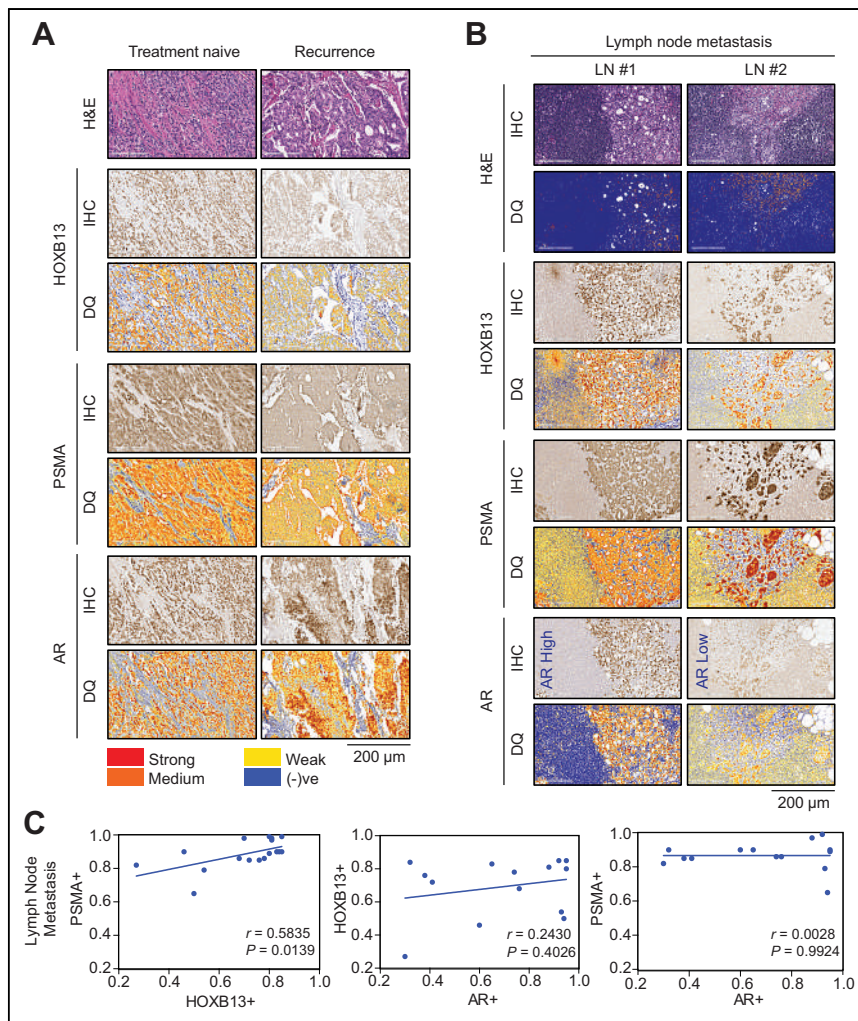 A
Treatment naive
Recurrence
H&E
HOXB13
IHC
DQ
PSMA
IHC
DQ
AR
IHC
DQ
Strong
Medium
Weak
(-)ve
200 µm
B
Lymph node metastasis
LN #1
LN #2
H&E
IHC
DQ
HOXB13
IHC
DQ
PSMA
IHC
DQ
AR
IHC
AR High
AR Low
DQ
200 µm
C
Lymph Node
Metastasis
PSMA+
1.0
0.8
0.6
0.4
0.2
r = 0.5835
P = 0.0139
0.2 0.4 0.6 0.8 1.0
HOXB13+
HOXB13+
1.0
0.8
0.6
0.4
0.2
r = 0.2430
P = 0.4026
0.2 0.4 0.6 0.8 1.0
AR+
PSMA+
1.0
0.8
0.6
0.4
0.2
r = 0.0028
P = 0.9924
0.2 0.4 0.6 0.8 1.0
AR+